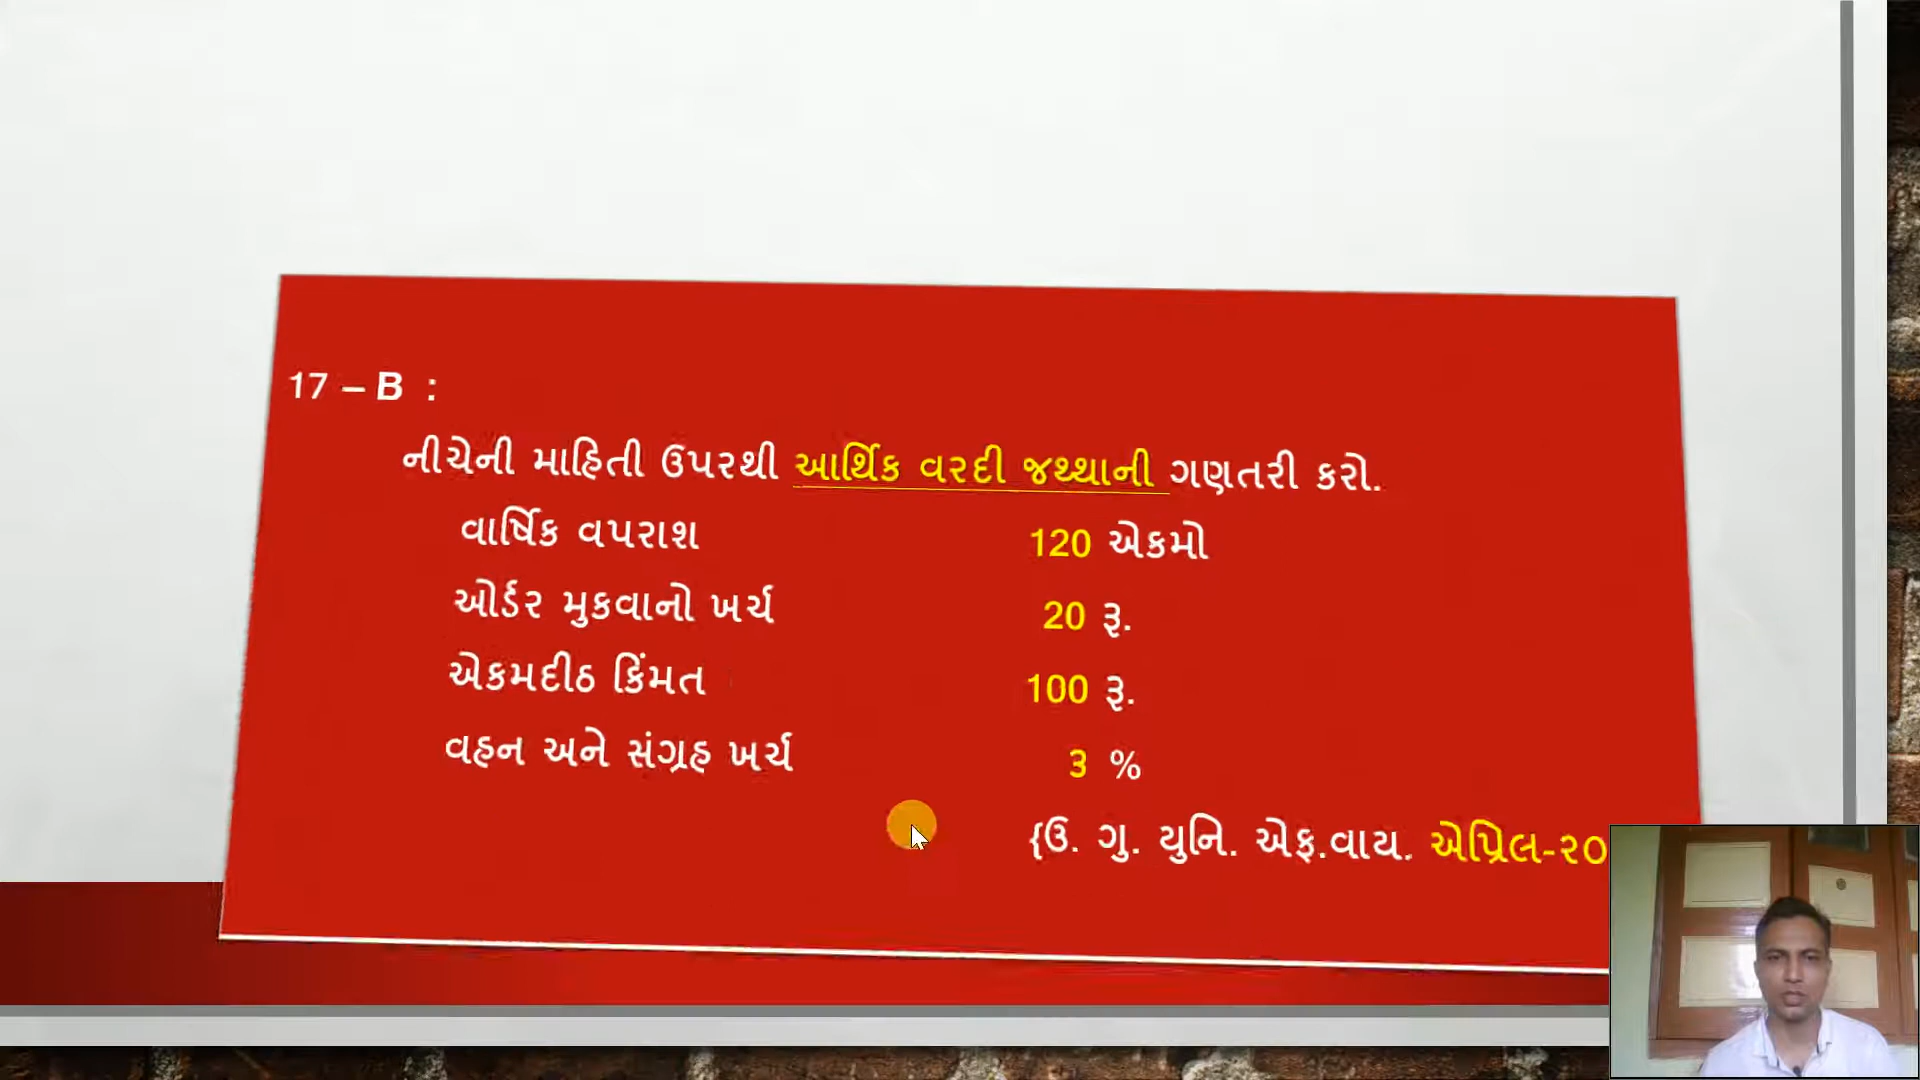 17 – B :
નીચેની માહિતી ઉપરથી આર્થિક વરદી જથ્થાની ગણતરી કરો.
વાર્ષિક વપરાશ 120 એકમો
ઓર્ડર મુકવાનો ખર્ચ 20 રૂ.
એકમદીઠ કિંમત 100 રૂ.
વહન અને સંગ્રહ ખર્ચ 3 %
{ઉ. ગુ. યુનિ. એફ.વાય. એપ્રિલ-૨૦